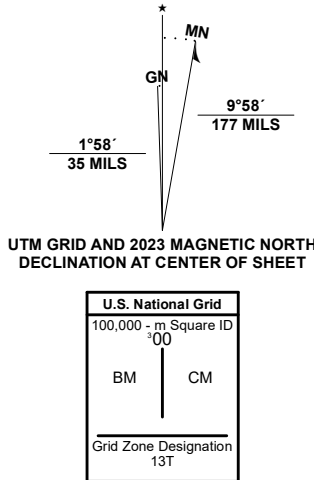 ★
MN
GN
1°58´
35 MILS
9°58´
177 MILS
UTM GRID AND 2023 MAGNETIC NORTH
DECLINATION AT CENTER OF SHEET
U.S. National Grid
100,000 - m Square ID
³00
BM CM
Grid Zone Designation
13T